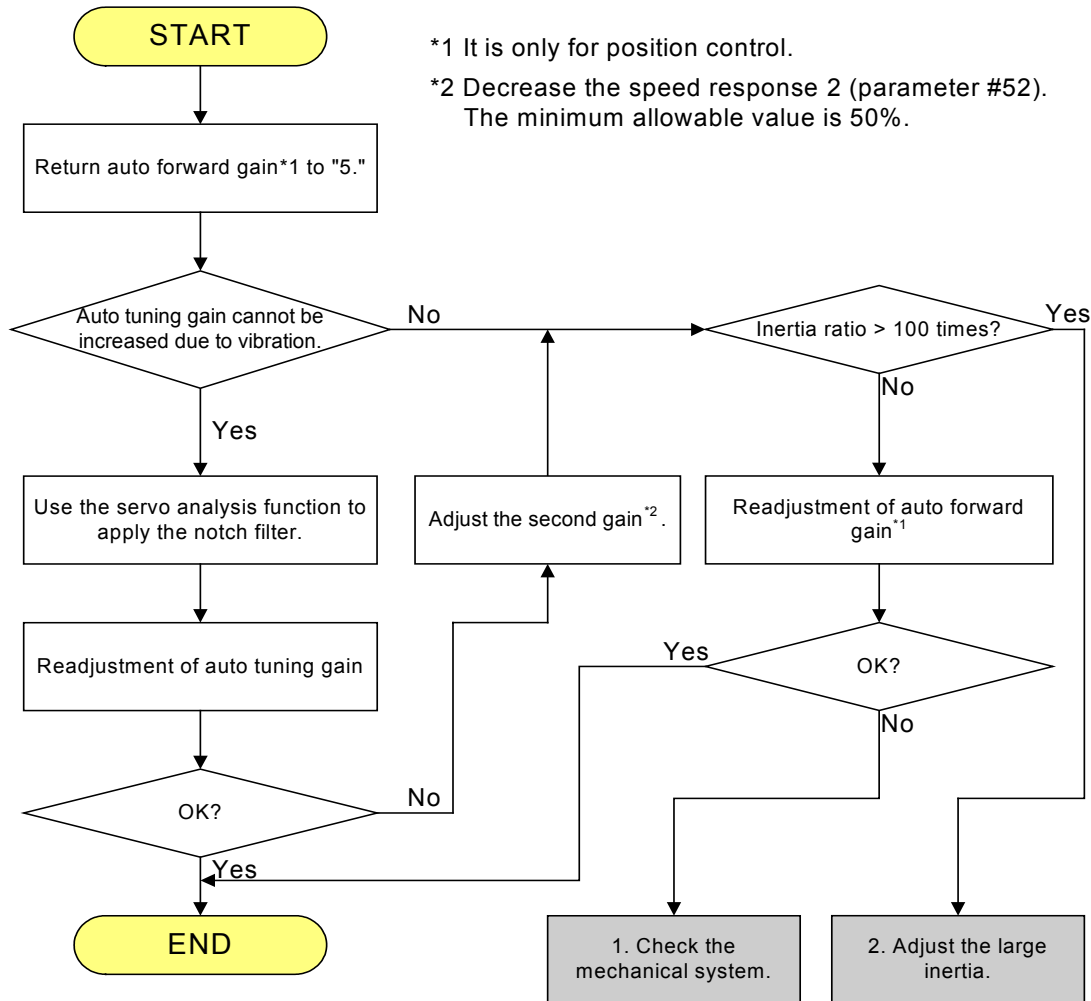 START
*1 It is only for position control.
*2 Decrease the speed response 2 (parameter #52).
The minimum allowable value is 50%.
Return auto forward gain*1 to "5."
Auto tuning gain cannot be
increased due to vibration.
No
Inertia ratio > 100 times?
Yes
No
Yes
Use the servo analysis function to
apply the notch filter.
Adjust the second gain*2.
Readjustment of auto forward
gain*1
Readjustment of auto tuning gain
Yes
OK?
No
OK?
No
Yes
END
1. Check the
mechanical system.
2. Adjust the large
inertia.